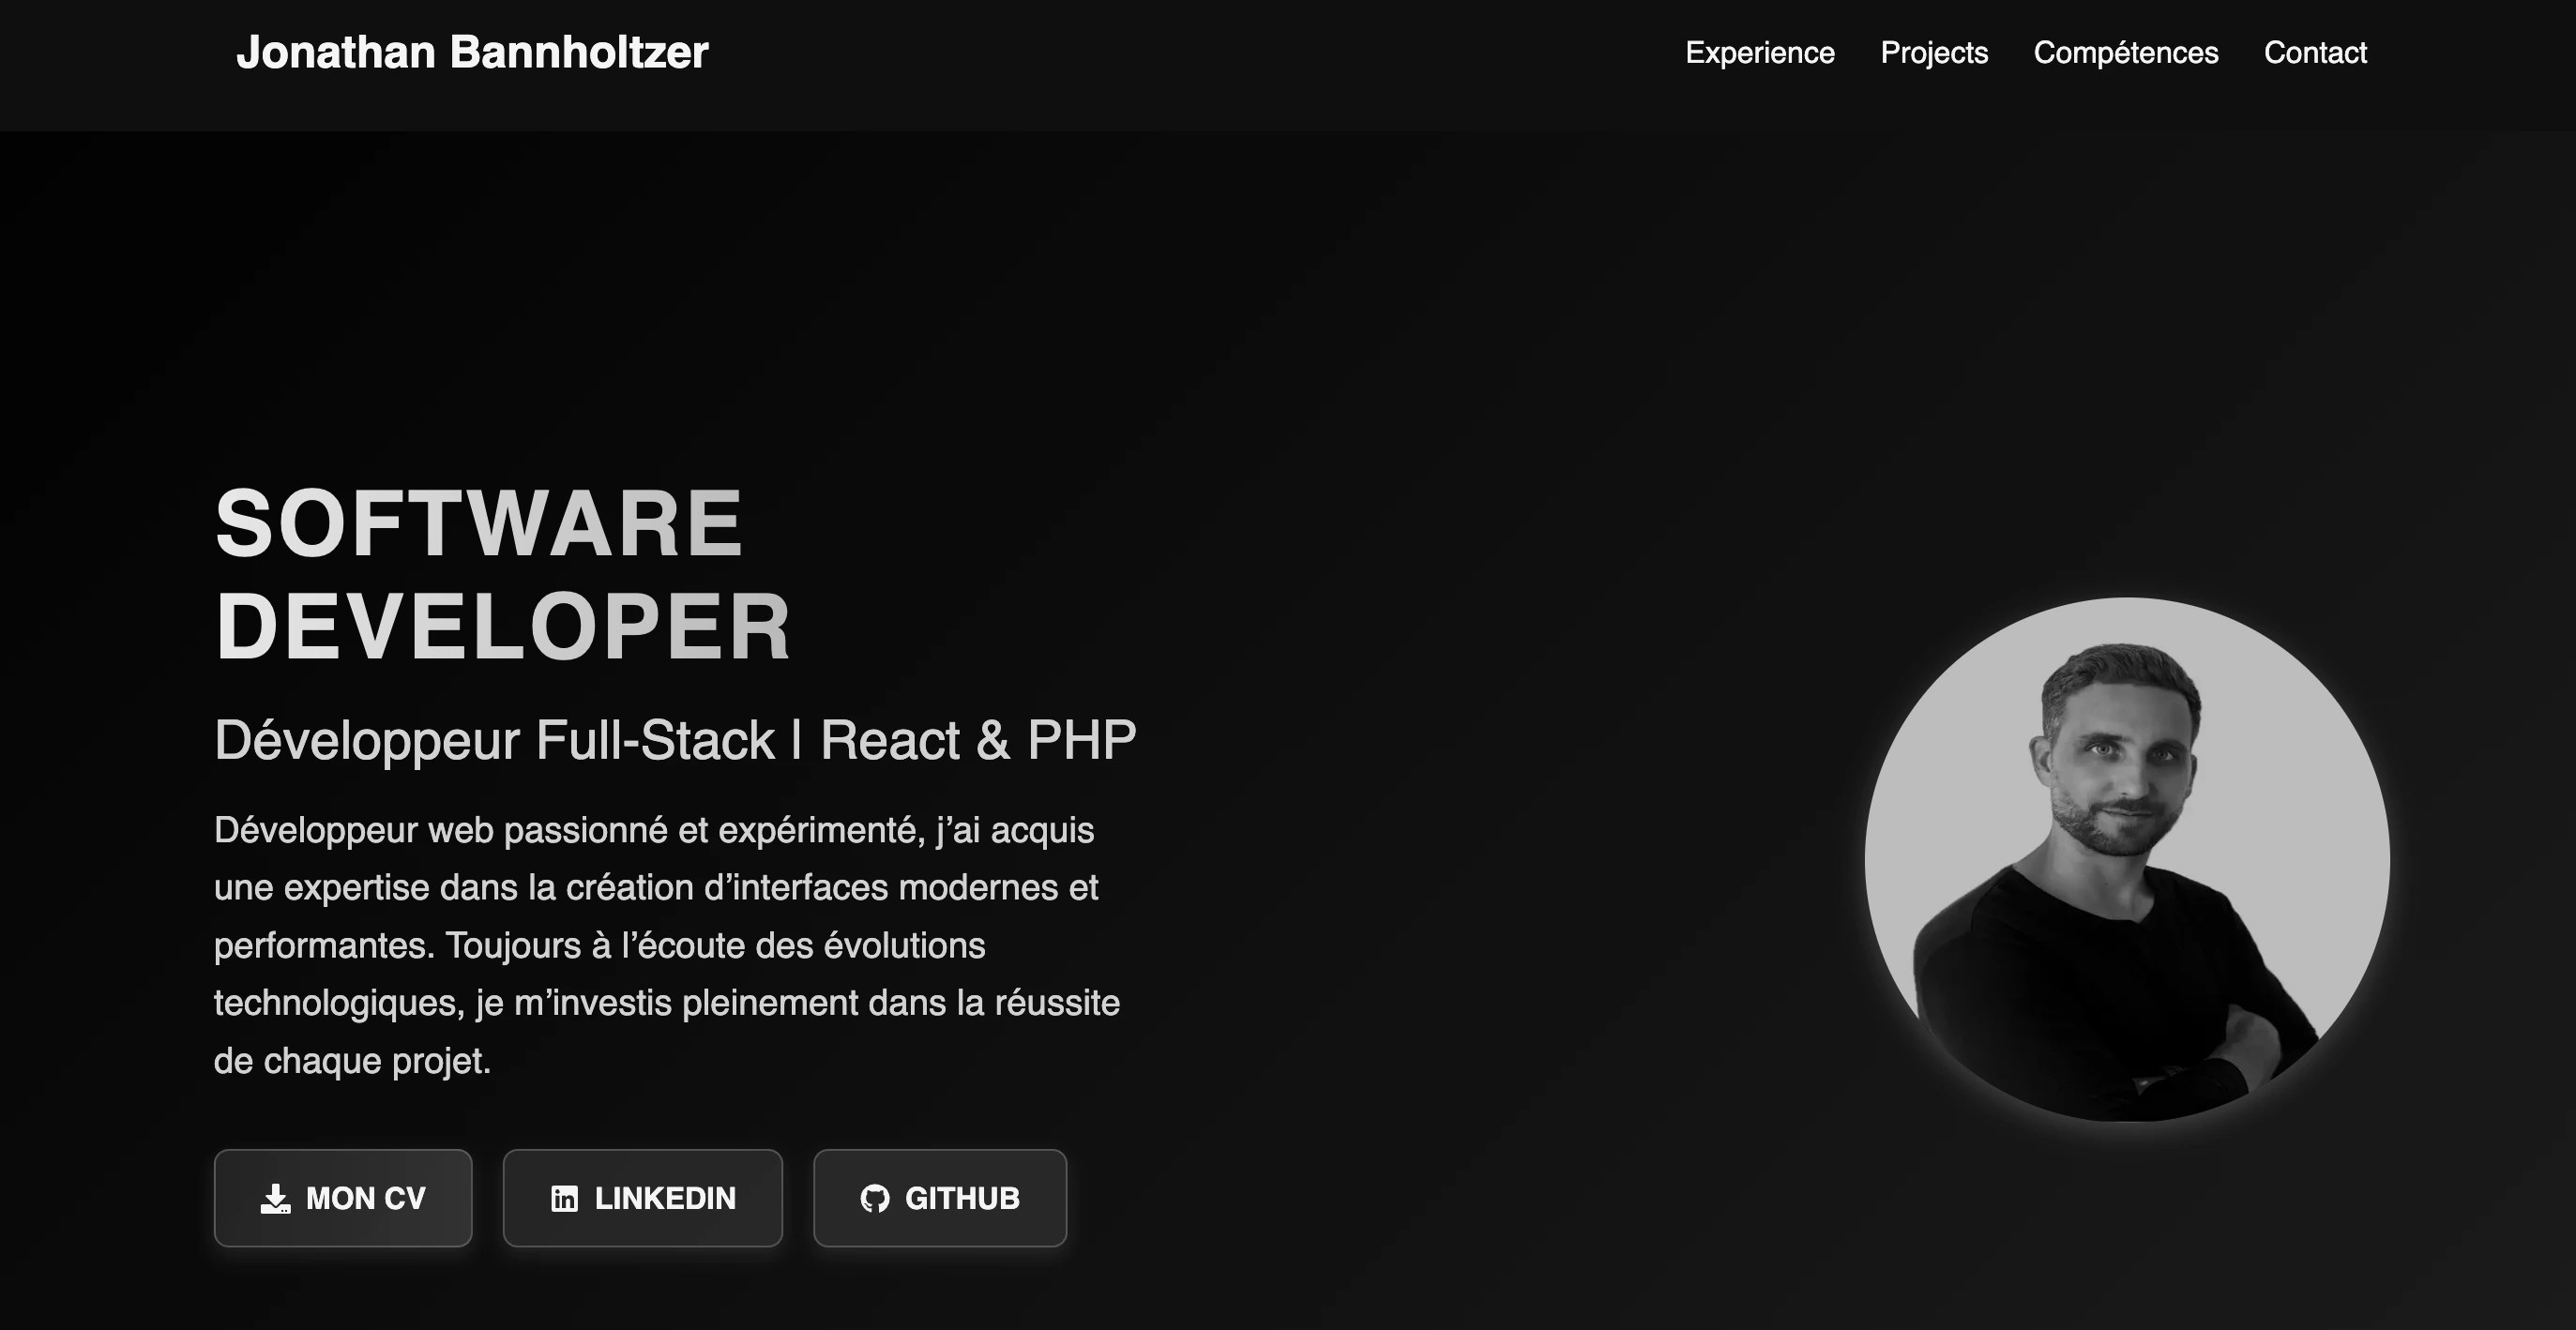 Jonathan Bannholtzer
Experience Projects Compétences Contact
SOFTWARE
DEVELOPER
Développeur Full-Stack | React & PHP
Développeur web passionné et expérimenté, j’ai acquis
une expertise dans la création d’interfaces modernes et
performantes. Toujours à l’écoute des évolutions
technologiques, je m’investis pleinement dans la réussite
de chaque projet.
MON CV
LINKEDIN
GITHUB